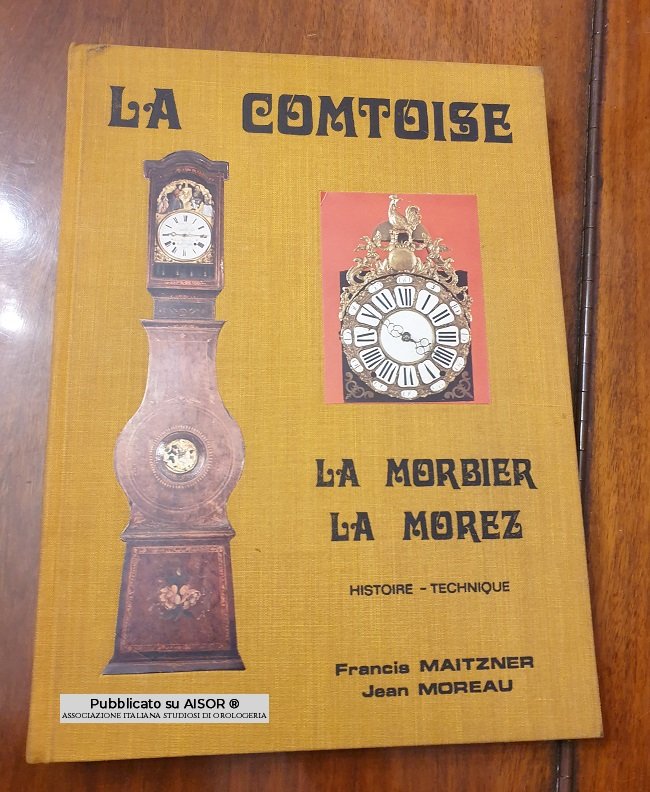 LA COMTOISE
LA MORBIER
LA MOREZ
HISTOIRE - TECHNIQUE
Francis MAITZNER
Jean MOREAU
Pubblicato su AISOR ®
ASSOCIAZIONE ITALIANA STUDIOSI DI OROLOGERIA